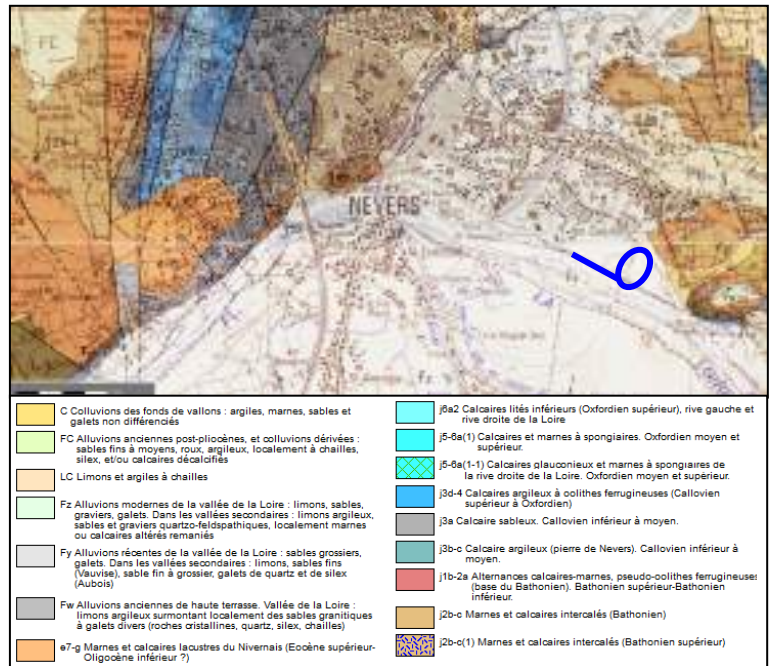 FC
NEVERS
C Colluvions des fonds de vallons : argiles, marnes, sables et
galets non différenciés
FC Alluvions anciennes post-pliocènes, et colluvions dérivées :
sables fins à moyens, roux, argileux, localement à chailles,
silex, et/ou calcaires décalcifiés
LC Limons et argiles à chailles
Fz Alluvions modernes de la vallée de la Loire : limons, sables,
graviers, galets. Dans les vallées secondaires : limons argileux,
sables et graviers quartzo-feldspathiques, localement marnes
ou calcaires altérés remaniés
Fy Alluvions récentes de la vallée de la Loire : sables grossiers,
galets. Dans les vallées secondaires : limons, sables fins
(Vauvise), sable fin à grossier, galets de quartz et de silex
(Aubois)
Fw Alluvions anciennes de haute terrasse. Vallée de la Loire :
limons argileux surmontant localement des sables granitiques
à galets divers (roches cristallines, quartz, silex, chailles)
e7-g Marnes et calcaires lacustres du Nivernais (Eocène supérieur-
Oligocène inférieur ?)
j6a2 Calcaires lités inférieurs (Oxfordien supérieur), rive gauche et
rive droite de la Loire
j5-6a(1) Calcaires et marnes à spongiaires. Oxfordien moyen et
supérieur.
j5-6a(1-1) Calcaires glauconieux et marnes à spongiaires de
la rive droite de la Loire. Oxfordien moyen et supérieur.
j3d-4 Calcaires argileux à oolithes ferrugineuses (Callovien
supérieur à Oxfordien)
j3a Calcaire sableux. Callovien inférieur à moyen.
j3b-c Calcaire argileux (pierre de Nevers). Callovien inférieur à
moyen.
j1b-2a Alternances calcaires-marnes, pseudo-oolithes ferrugineuses
(base du Bathonien). Bathonien supérieur-Bathonien
inférieur.
j2b-c Marnes et calcaires intercalés (Bathonien)
j2b-c(1) Marnes et calcaires intercalés (Bathonien supérieur)